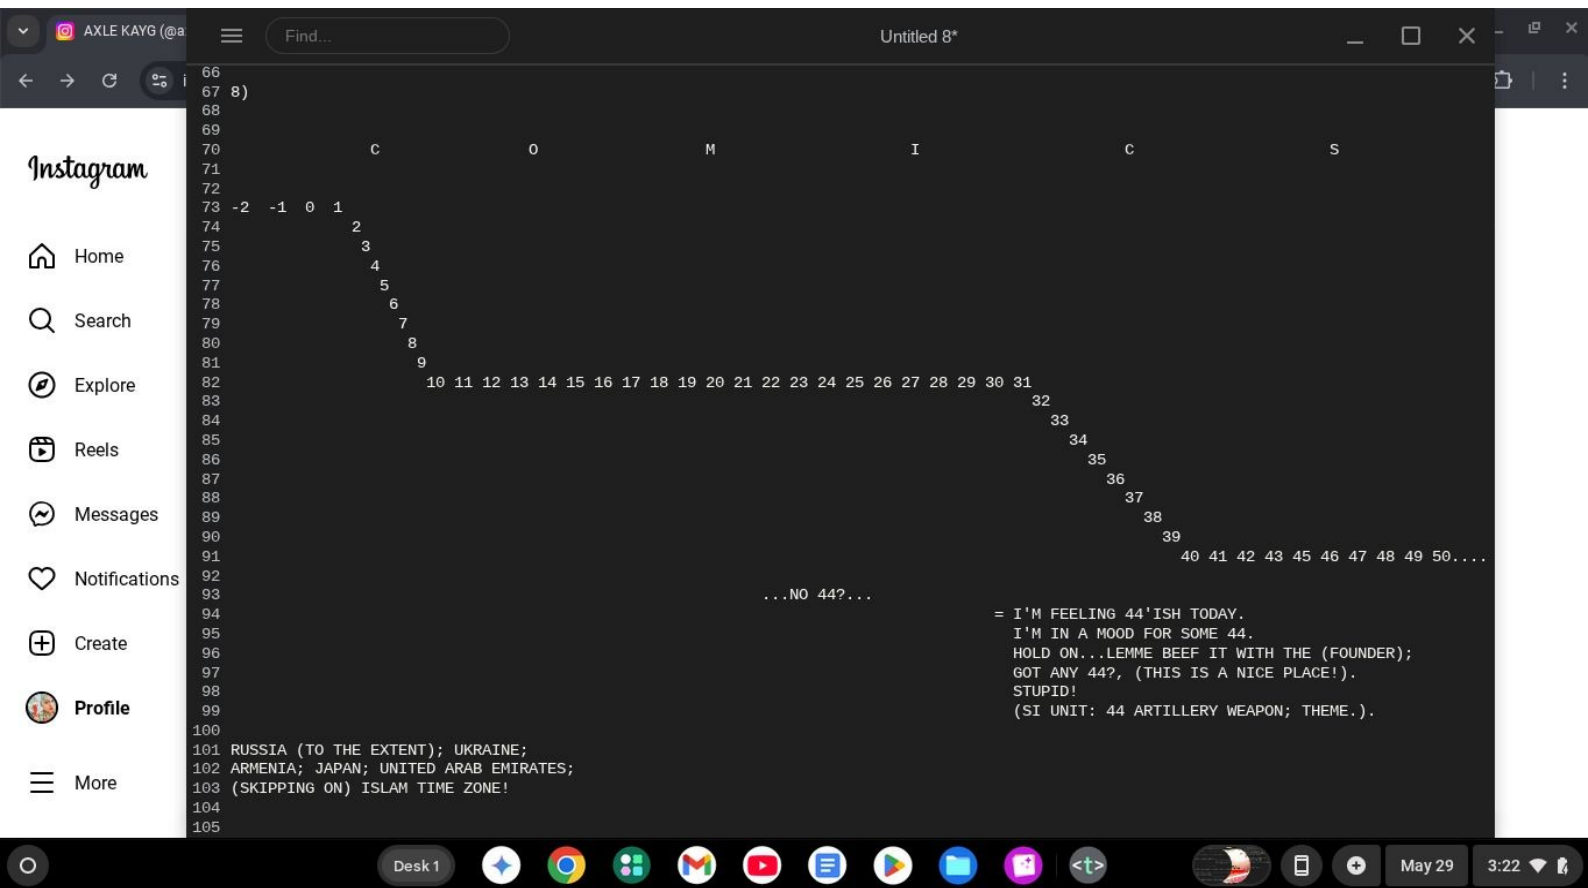 AXLE KAYG (@a
Find...
Untitled 8*
66
67 8)
68
69
70 C O M I C S
71
72
73 -2 -1 0 1
74 2
75 3
76 4
77 5
78 6
79 7
80 8
81 9
82 10 11 12 13 14 15 16 17 18 19 20 21 22 23 24 25 26 27 28 29 30 31
83 32
84 33
85 34
86 35
87 36
88 37
89 38
90 39
91 40 41 42 43 45 46 47 48 49 50....
92
93 ...NO 44?...
94 = I'M FEELING 44'ISH TODAY.
95 I'M IN A MOOD FOR SOME 44.
96 HOLD ON...LEMME BEEF IT WITH THE (FOUNDER);
97 GOT ANY 44?, (THIS IS A NICE PLACE!).
98 STUPID!
99 (SI UNIT: 44 ARTILLERY WEAPON; THEME.).
100
101 RUSSIA (TO THE EXTENT); UKRAINE;
102 ARMENIA; JAPAN; UNITED ARAB EMIRATES;
103 (SKIPPING ON) ISLAM TIME ZONE!
104
105
Instagram
Home
Search
Explore
Reels
Messages
Notifications
Create
Profile
More
Desk 1
<t>
May 29
3:22